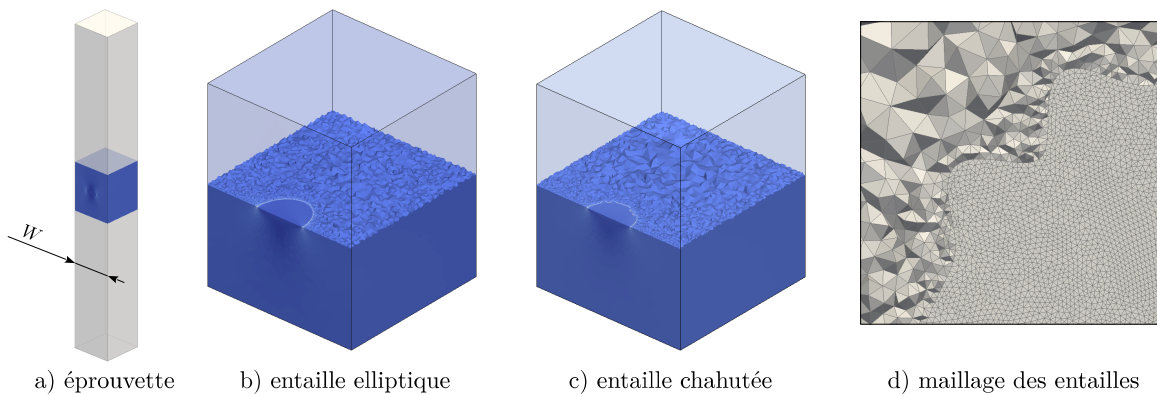 W
a) éprouvette
b) entaille elliptique
c) entaille chahutée
d) maillage des entailles